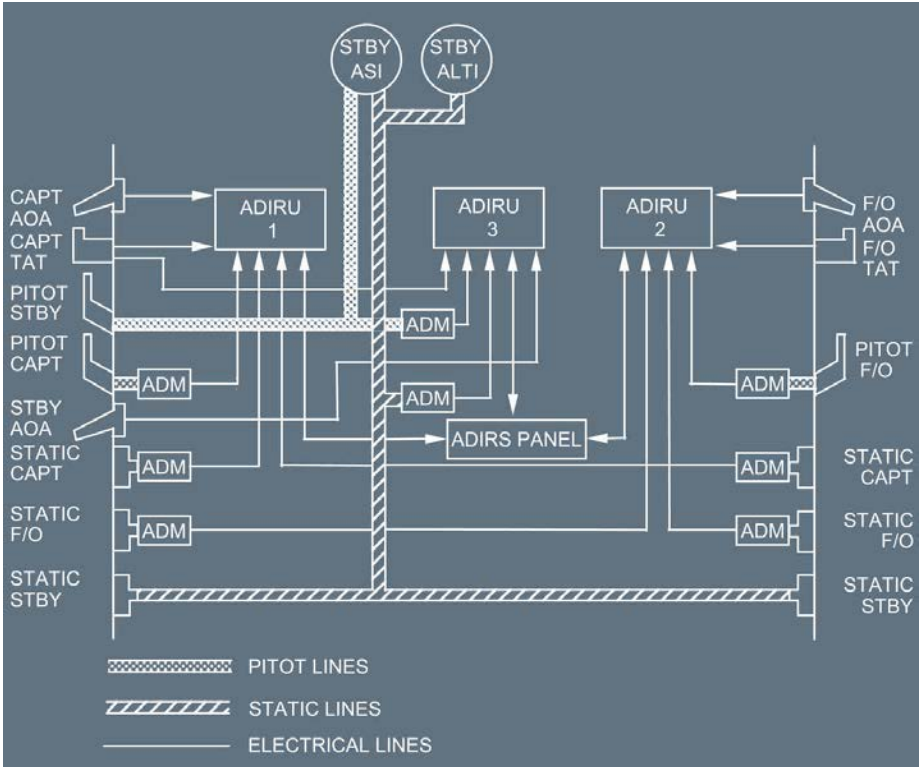 STBY
ASI
STBY
ALTI
CAPT
AOA
CAPT
TAT
PITOT
STBY
PITOT
CAPT
STBY
AOA
STATIC
CAPT
STATIC
F/O
STATIC
STBY
ADIRU
1
ADIRU
3
ADIRU
2
ADM
ADM
ADM
ADM
ADM
ADIRS PANEL
ADM
ADM
ADM
F/O
AOA
F/O
TAT
PITOT
F/O
STATIC
CAPT
STATIC
F/O
STATIC
STBY
PITOT LINES
STATIC LINES
ELECTRICAL LINES